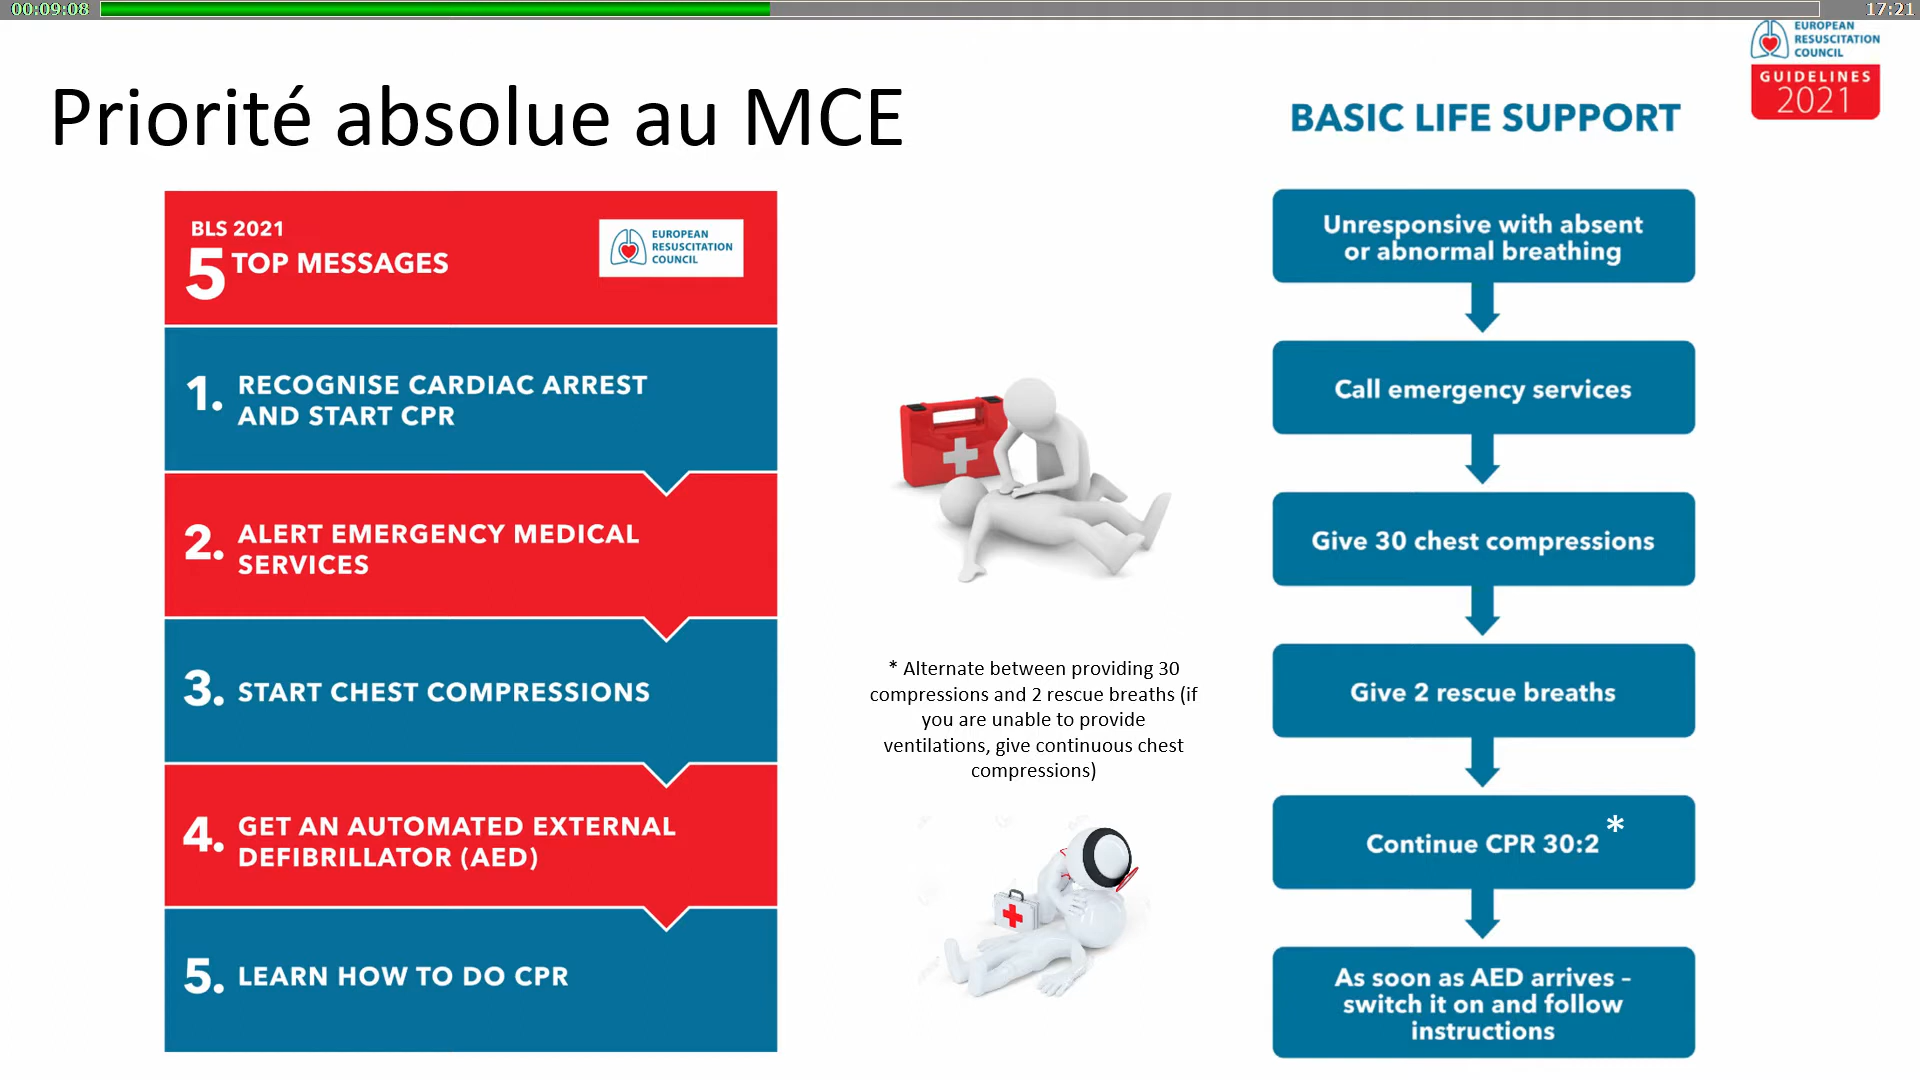 00:09:08
17:21
EUROPEAN
RESUSCITATION
COUNCIL
GUIDELINES
2021
Priorité absolue au MCE
BLS 2021
5 TOP MESSAGES
EUROPEAN
RESUSCITATION
COUNCIL
1. RECOGNISE CARDIAC ARREST
AND START CPR
2. ALERT EMERGENCY MEDICAL
SERVICES
3. START CHEST COMPRESSIONS
4. GET AN AUTOMATED EXTERNAL
DEFIBRILLATOR (AED)
5. LEARN HOW TO DO CPR
* Alternate between providing 30
compressions and 2 rescue breaths (if
you are unable to provide
ventilations, give continuous chest
compressions)
BASIC LIFE SUPPORT
Unresponsive with absent
or abnormal breathing
Call emergency services
Give 30 chest compressions
Give 2 rescue breaths
Continue CPR 30:2 *
As soon as AED arrives –
switch it on and follow
instructions